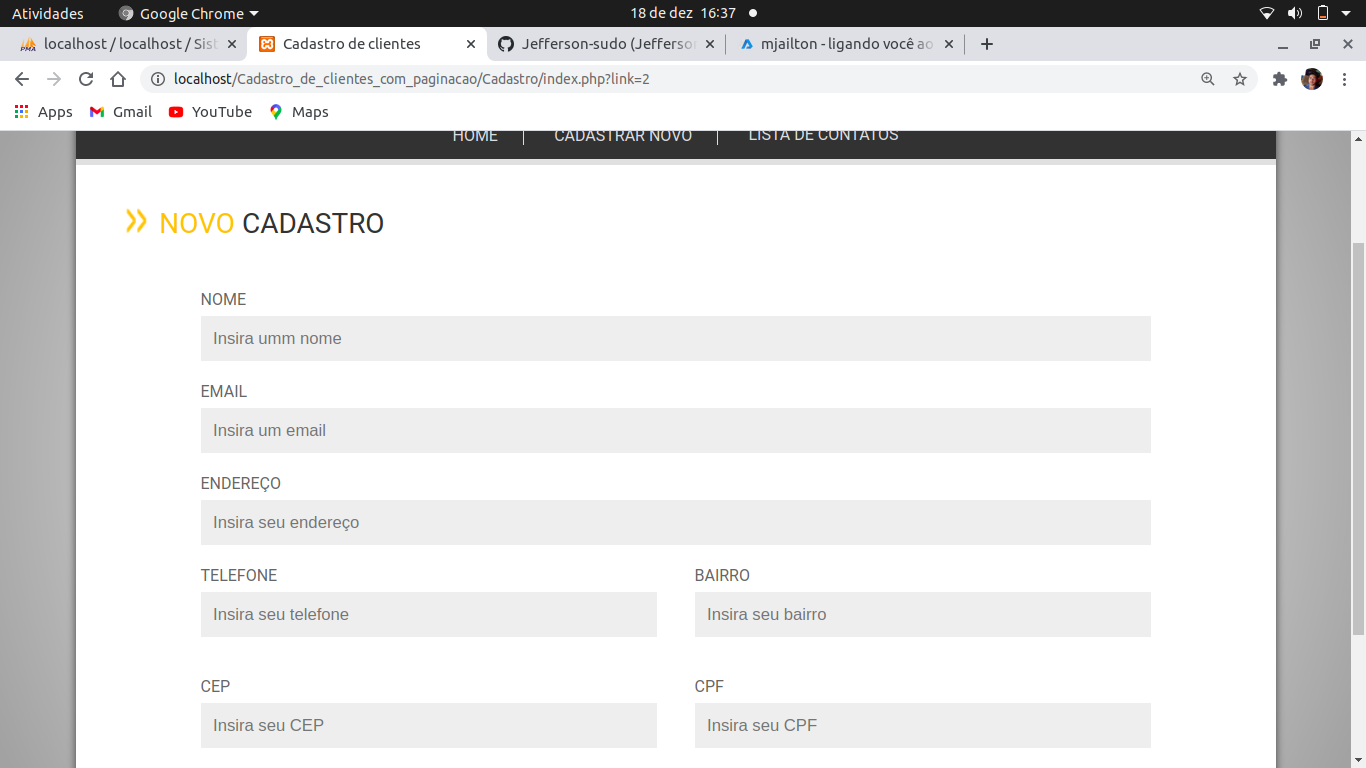 Atividades Google Chrome 18 de dez 16:37
localhost / localhost / Sist Cadastro de clientes Jefferson-sudo (Jefferso mjailton - ligando você ao
localhost/Cadastro_de_clientes_com_paginacao/Cadastro/index.php?link=2
Apps Gmail YouTube Maps
HOME CADASTRAR NOVO LISTA DE CONTATOS
NOVO CADASTRO
NOME
Insira umm nome
EMAIL
Insira um email
ENDEREÇO
Insira seu endereço
TELEFONE BAIRRO
Insira seu telefone Insira seu bairro
CEP CPF
Insira seu CEP Insira seu CPF